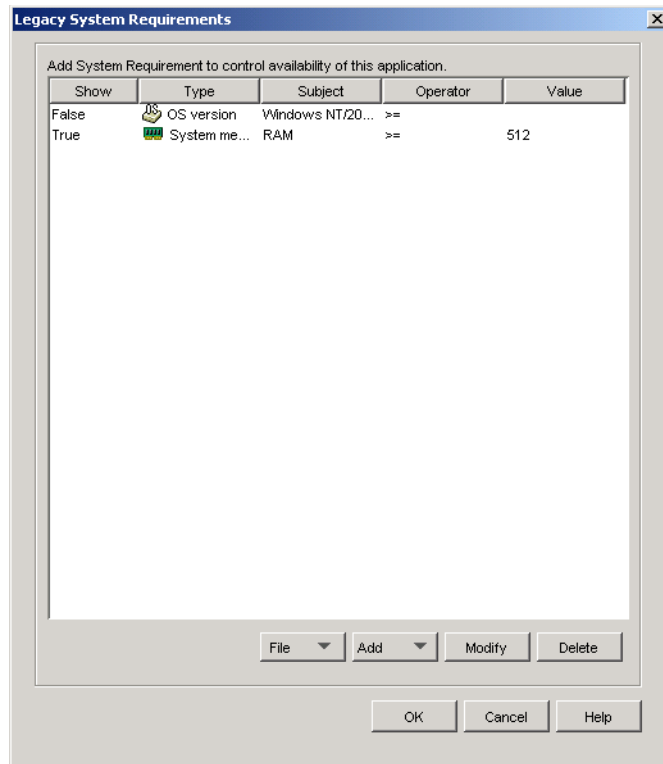 Legacy System Requirements
Add System Requirement to control availability of this application.
Show Type Subject Operator Value
False OS version Windows NT/20... >=
True System me... RAM >= 512
File Add Modify Delete
OK Cancel Help